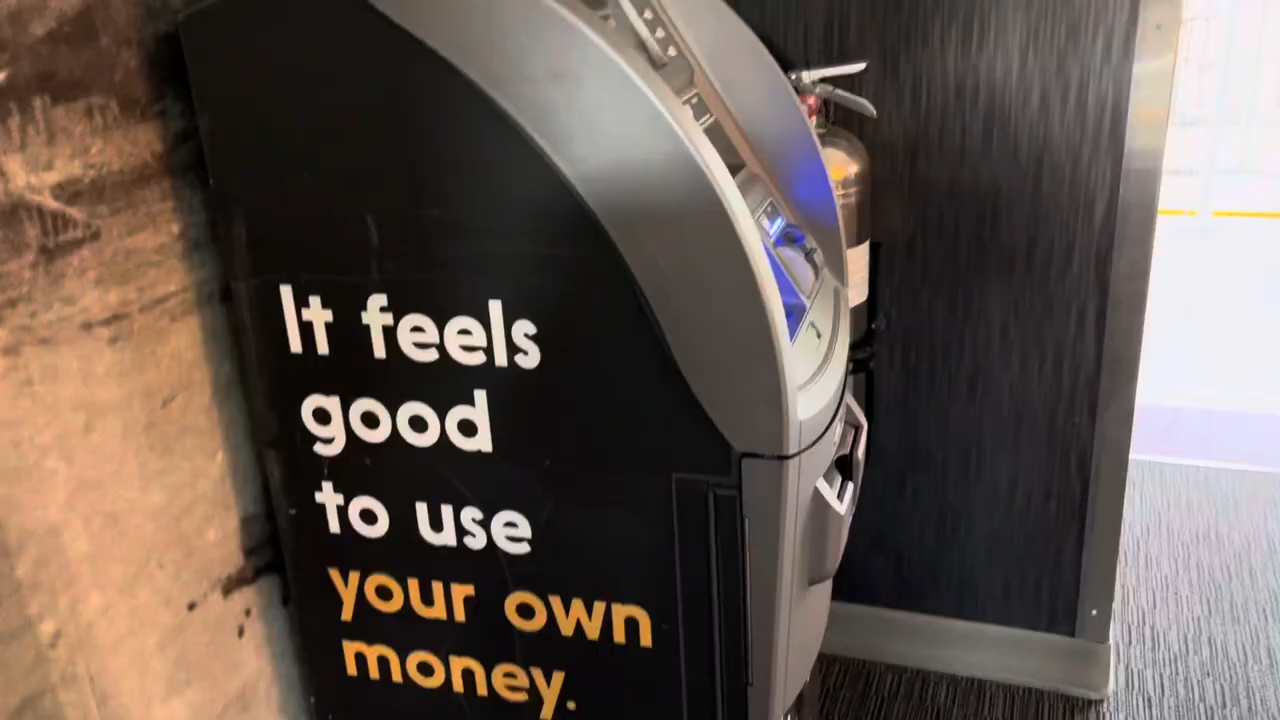 It feels
good
to use
your own
money.